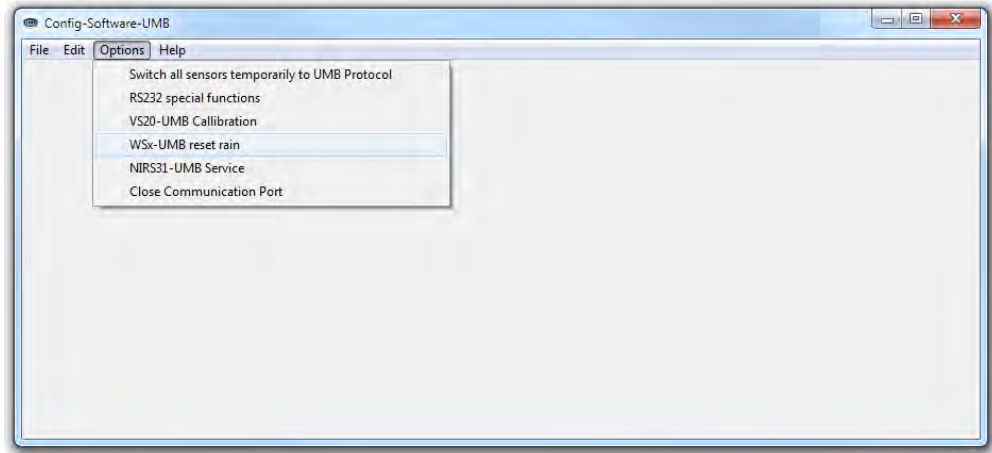 Config-Software-UMB
File Edit Options Help
Switch all sensors temporarily to UMB Protocol
RS232 special functions
VS20-UMB Callibration
WSx-UMB reset rain
NIRS31-UMB Service
Close Communication Port